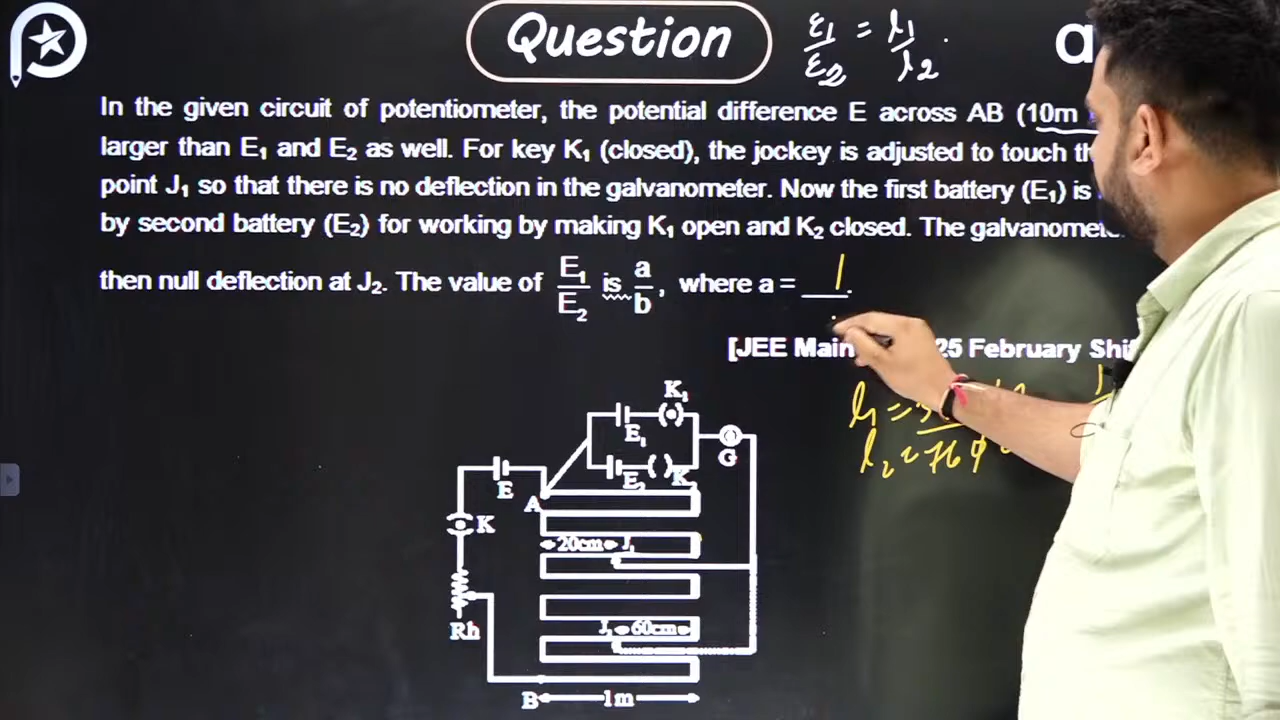 Question
ε1/ε2 = l1/l2.
a
In the given circuit of potentiometer, the potential difference E across AB (10m
larger than E₁ and E₂ as well. For key K₁ (closed), the jockey is adjusted to touch
point J₁ so that there is no deflection in the galvanometer. Now the first battery (E₁) is
by second battery (E₂) for working by making K₁ open and K₂ closed. The
then null deflection at J₂. The value of E₁/E₂ is a/b, where a = 1.
[JEE Main 25 February
K₁
E₁
G
E₂
K
E
A
K
20cm
J₁
Rh
J₂
60cm
B
1m
l1 =
l2 = 76